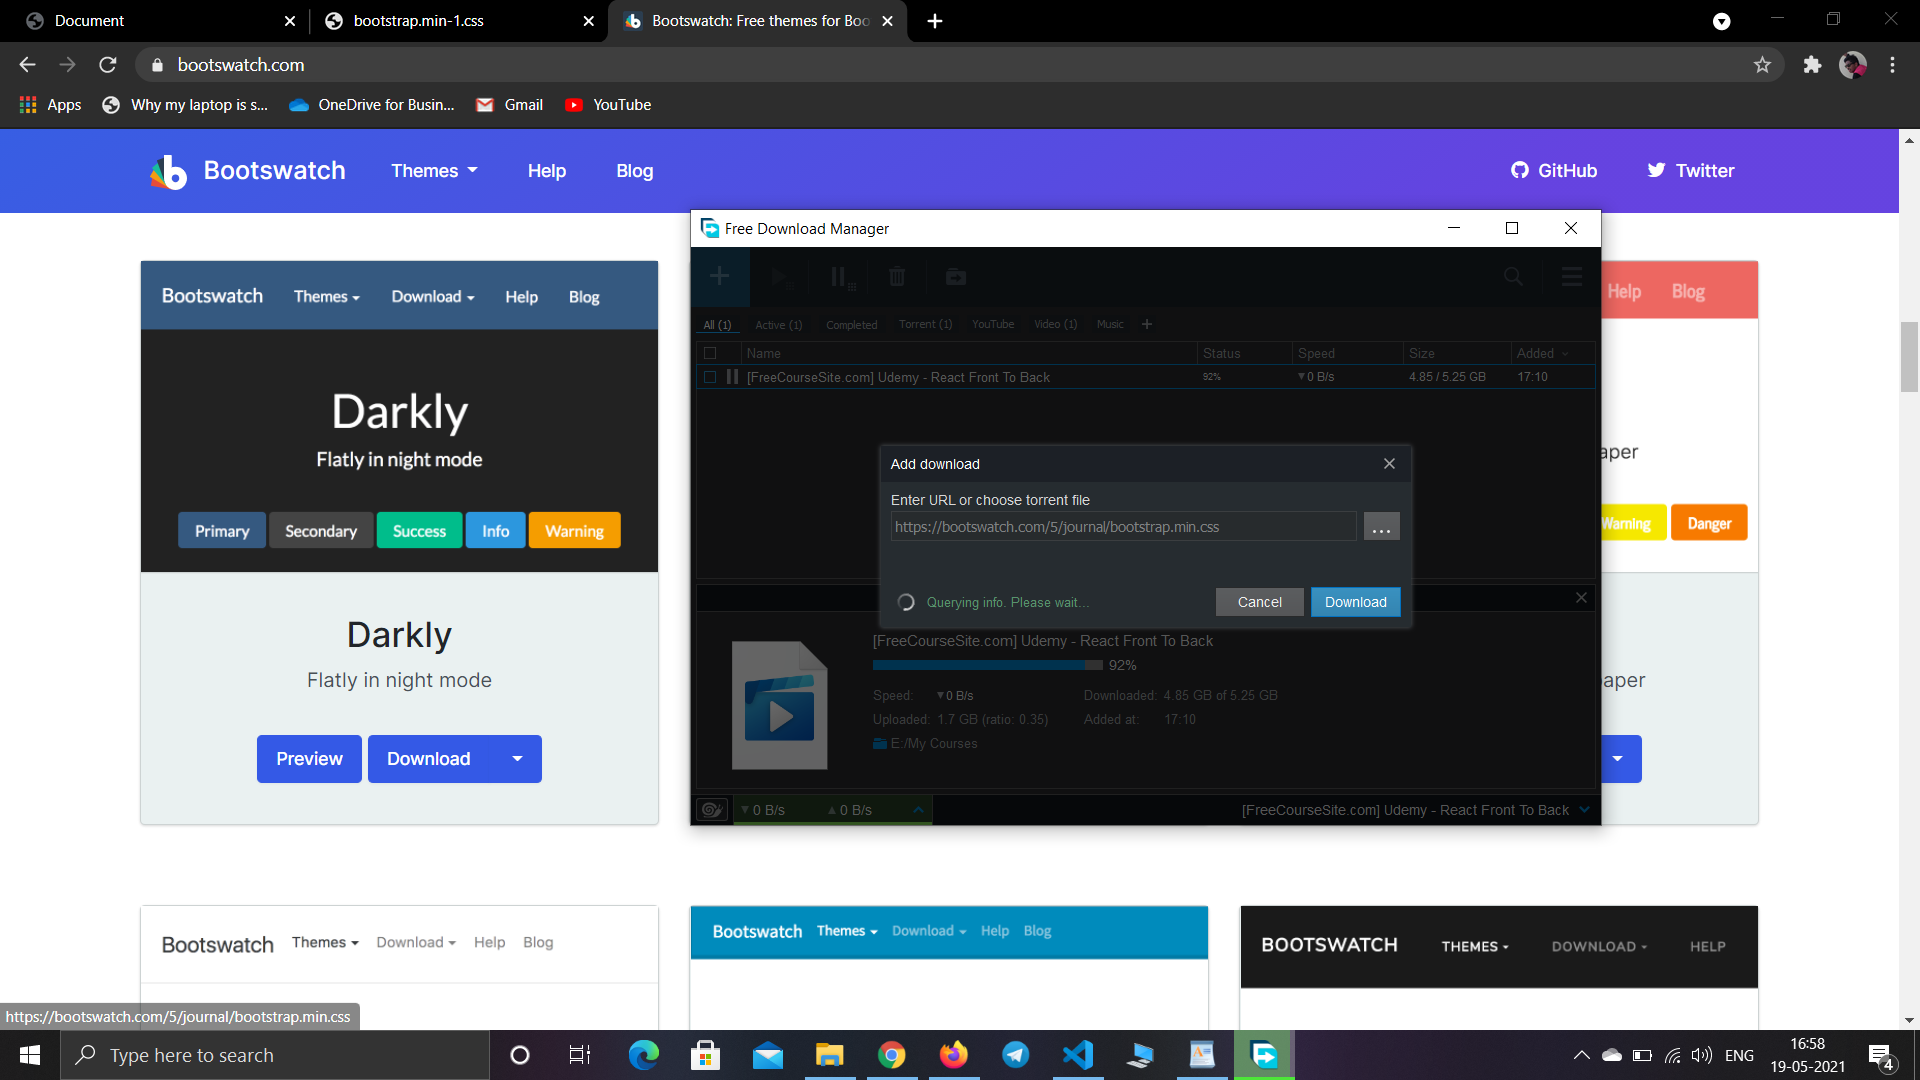 Document
bootstrap.min-1.css
Bootswatch: Free themes for Boo
bootswatch.com
Apps
Why my laptop is s...
OneDrive for Busin...
Gmail
YouTube
Bootswatch
Themes
Help
Blog
GitHub
Twitter
Bootswatch Themes Download Help Blog
Darkly
Flatly in night mode
Primary Secondary Success Info Warning
Darkly
Flatly in night mode
Preview Download
Free Download Manager
All (1) Active (1) Completed Torrent (1) YouTube Video (1) Music
Name Status Speed Size Added
[FreeCourseSite.com] Udemy - React Front To Back 92% 0 B/s 4.85 / 5.25 GB 17:10
Add download
Enter URL or choose torrent file
https://bootswatch.com/5/journal/bootstrap.min.css
...
Querying info. Please wait...
Cancel Download
[FreeCourseSite.com] Udemy - React Front To Back
92%
Speed: 0 B/s Downloaded: 4.85 GB of 5.25 GB
Uploaded: 1.7 GB (ratio: 0.35) Added at: 17:10
E:/My Courses
0 B/s 0 B/s
[FreeCourseSite.com] Udemy - React Front To Back
Help Blog
aper
Warning Danger
aper
Bootswatch Themes Download Help Blog
Bootswatch Themes Download Help Blog
BOOTSWATCH THEMES DOWNLOAD HELP
https://bootswatch.com/5/journal/bootstrap.min.css
Type here to search
ENG
16:58
19-05-2021
4